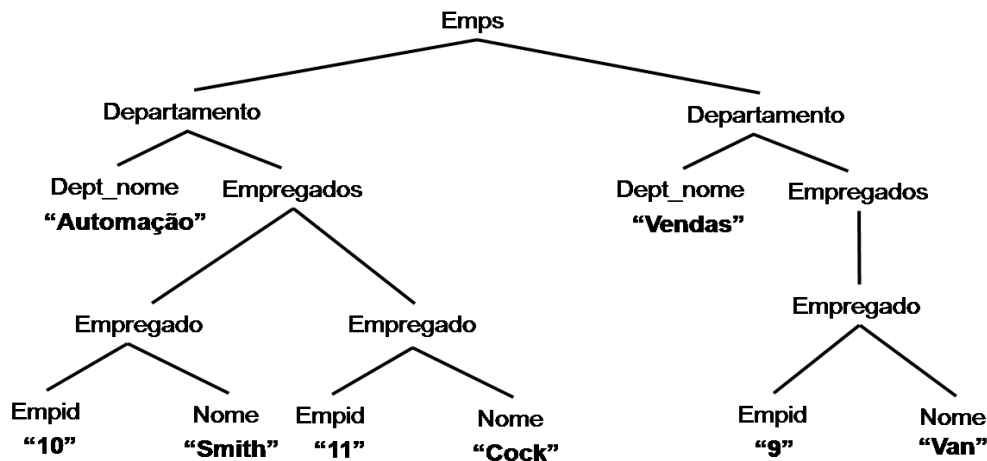 Emps
Departamento Departamento
Dept_nome Empregados Dept_nome Empregados
“Automação” “Vendas”
Empregado Empregado Empregado
Empid Nome Empid Nome Empid Nome
“10” “Smith” “11” “Cock” “9” “Van”